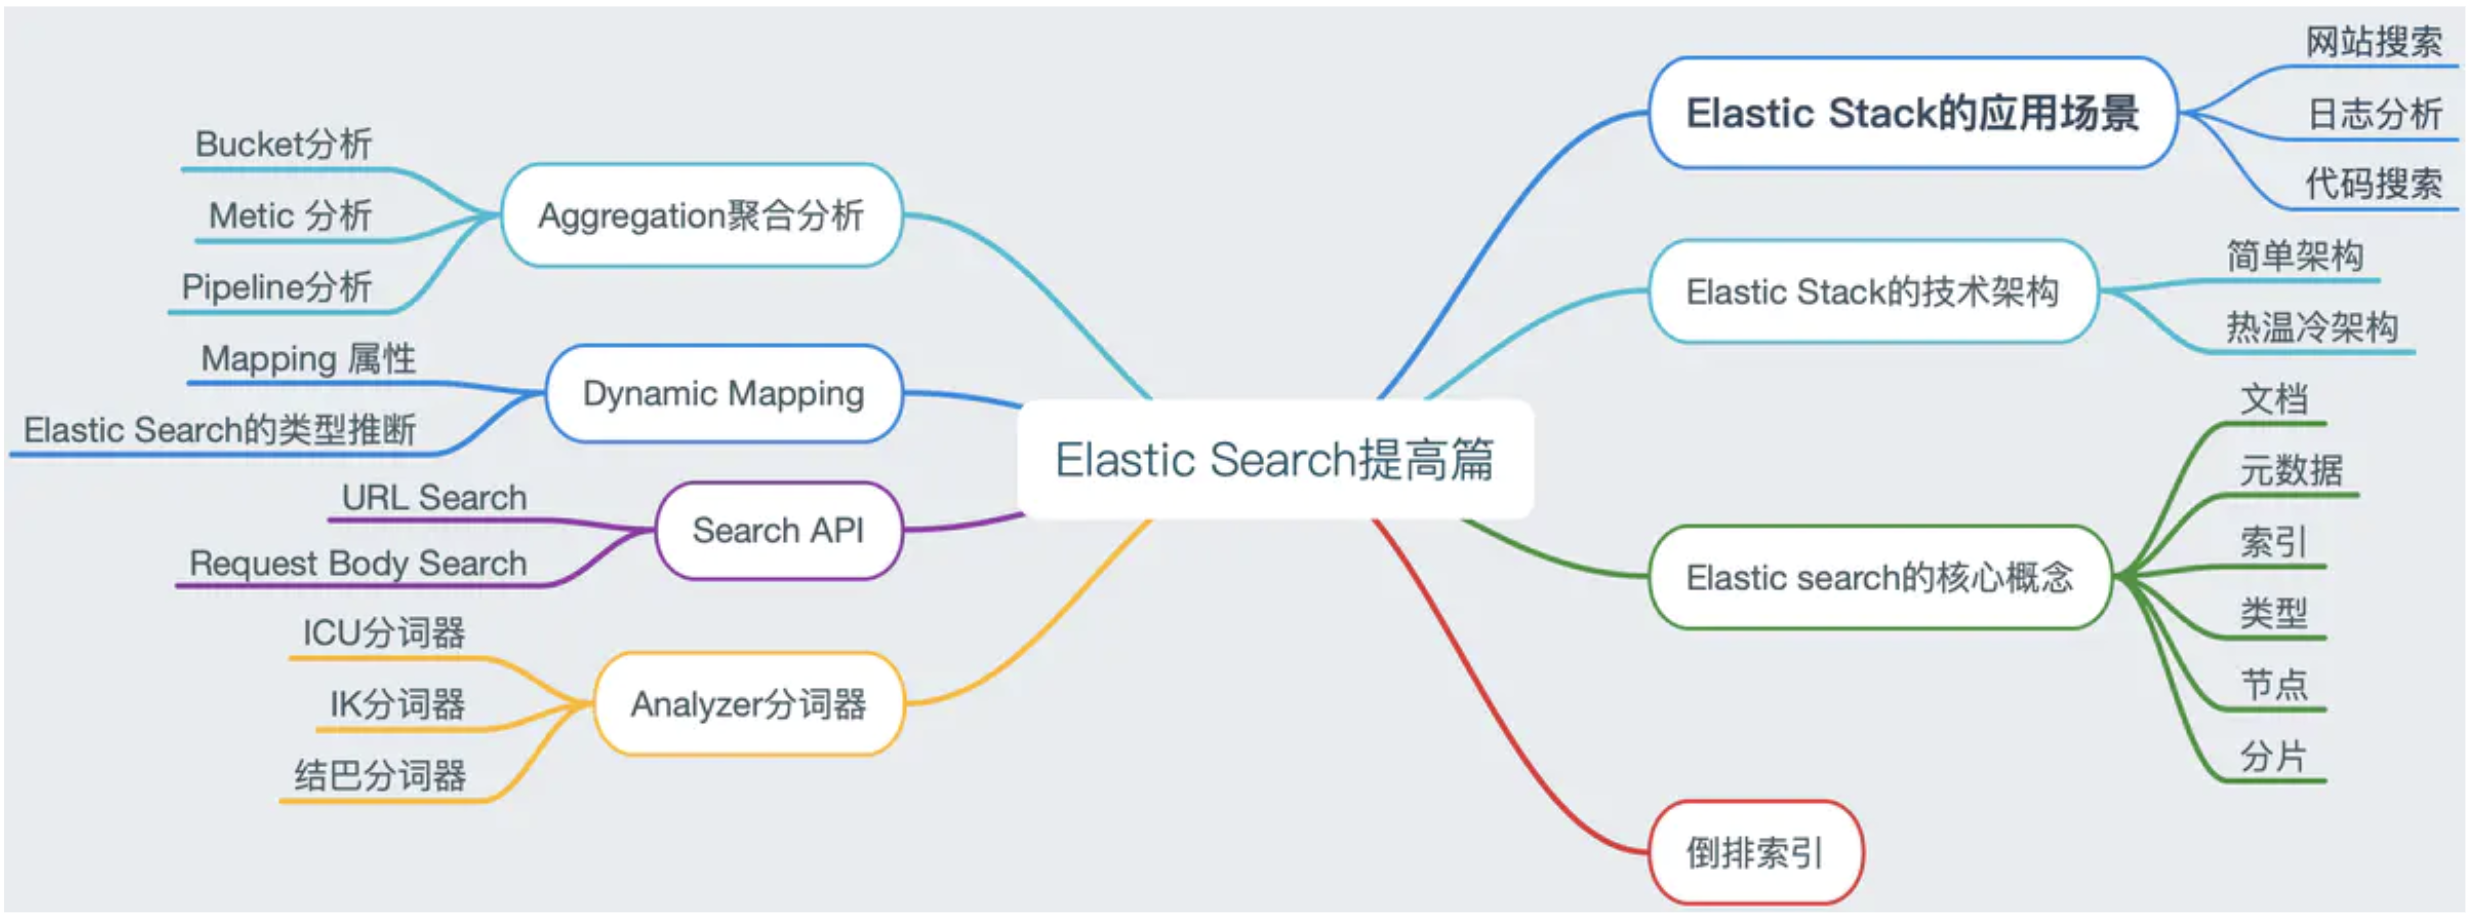 Elastic Search提高篇
Elastic Stack的应用场景
网站搜索
日志分析
代码搜索
Elastic Stack的技术架构
简单架构
热温冷架构
Elastic search的核心概念
文档
元数据
索引
类型
节点
分片
倒排索引
Aggregation聚合分析
Bucket分析
Metic 分析
Pipeline分析
Dynamic Mapping
Mapping 属性
Elastic Search的类型推断
Search API
URL Search
Request Body Search
Analyzer分词器
ICU分词器
IK分词器
结巴分词器